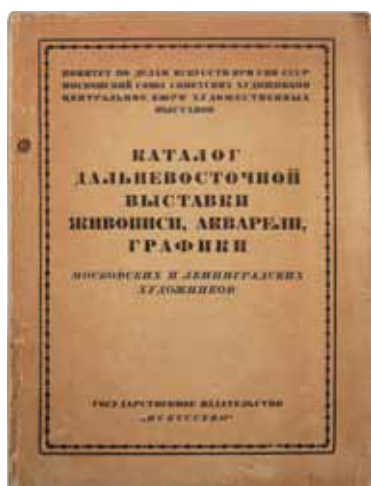 КОМИТЕТ ПО ДЕЛАМ ИСКУССТВ ПРИ СНК СССР
МОСКОВСКИЙ СОЮЗ СОВЕТСКИХ ХУДОЖНИКОВ
ЦЕНТРАЛЬНОЕ БЮРО ХУДОЖЕСТВЕННЫХ
ВЫСТАВОК
КАТАЛОГ
ДАЛЬНЕВОСТОЧНОЙ
ВЫСТАВКИ
ЖИВОПИСИ, АКВАРЕЛИ,
ГРАФИКИ
МОСКОВСКИХ И ЛЕНИНГРАДСКИХ
ХУДОЖНИКОВ
ГОСУДАРСТВЕННОЕ ИЗДАТЕЛЬСТВО
„ИСКУССТВО"